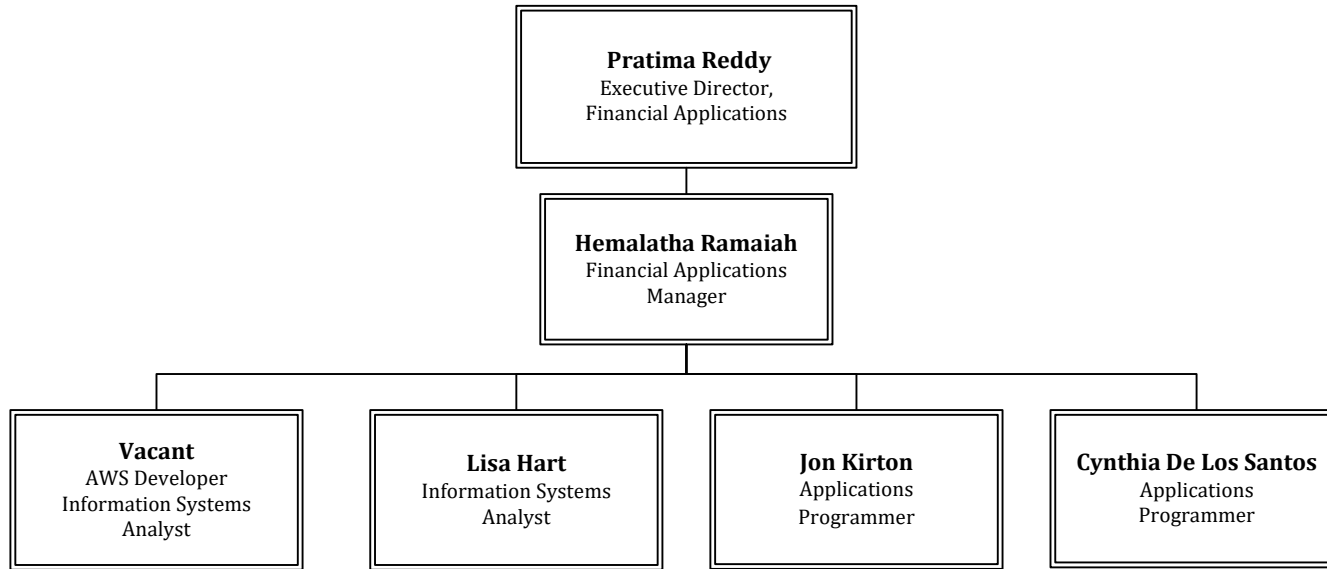 Pratima Reddy
Executive Director,
Financial Applications
Hemalatha Ramaiah
Financial Applications
Manager
Vacant
AWS Developer
Information Systems
Analyst
Lisa Hart
Information Systems
Analyst
Jon Kirton
Applications
Programmer
Cynthia De Los Santos
Applications
Programmer